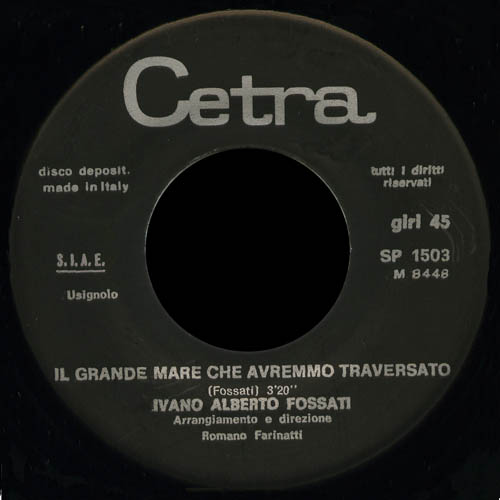 Cetra
disco deposit.
made in Italy
tutti i diritti
riservati
giri 45
SP 1503
M 8448
S.I.A.E.
Usignolo
IL GRANDE MARE CHE AVREMMO TRAVERSATO
(Fossati) 3'20''
IVANO ALBERTO FOSSATI
Arrangiamento e direzione
Romano Farinatti